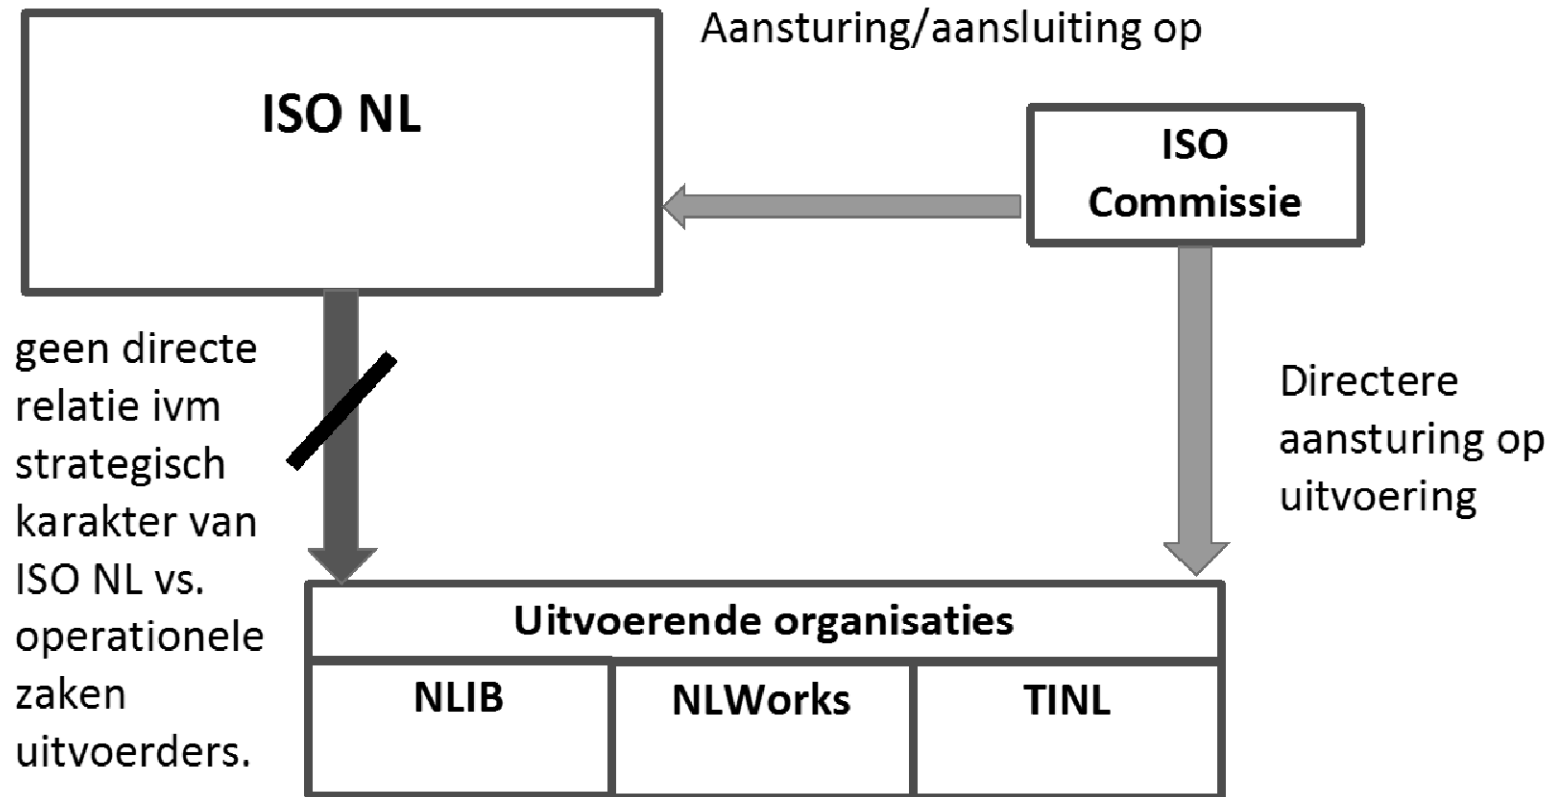 Aansturing/aansluiting op
ISO NL
ISO
Commissie
geen directe
relatie ivm
strategisch
karakter van
ISO NL vs.
operationele
zaken
uitvoerders.
Directere
aansturing op
uitvoering
Uitvoerende organisaties
NLIB
NLWorks
TINL